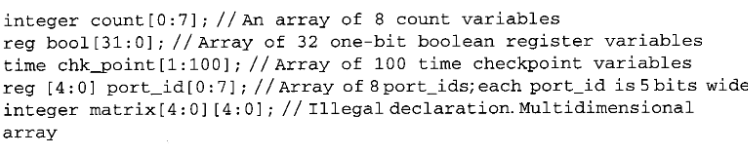 integer count[0:7]; // An array of 8 count variables
reg bool[31:0]; // Array of 32 one-bit boolean register variables
time chk_point[1:100]; // Array of 100 time checkpoint variables
reg [4:0] port_id[0:7]; // Array of 8 port_ids; each port_id is 5 bits wide
integer matrix[4:0][4:0]; // Illegal declaration. Multidimensional
array